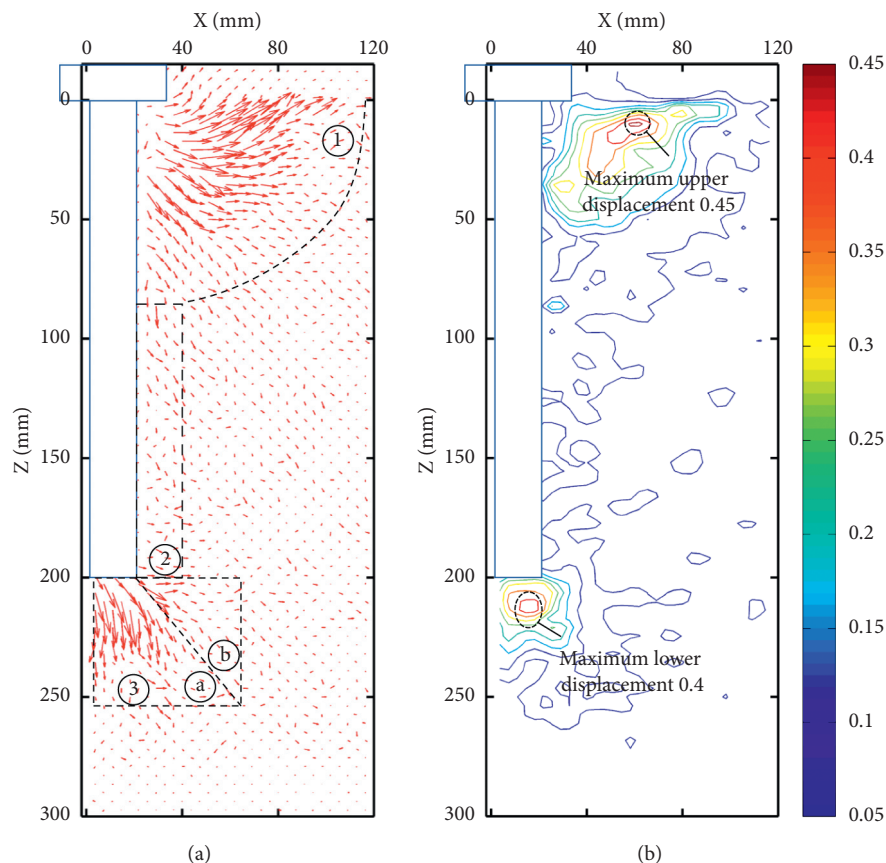 X (mm)
0 40 80 120
0
50
100
150
200
250
300
Z (mm)
1
2
3
a
b
(a)
X (mm)
0 40 80 120
0
50
100
150
200
250
300
Z (mm)
Maximum upper
displacement 0.45
Maximum lower
displacement 0.4
(b)
0.45
0.4
0.35
0.3
0.25
0.2
0.15
0.1
0.05